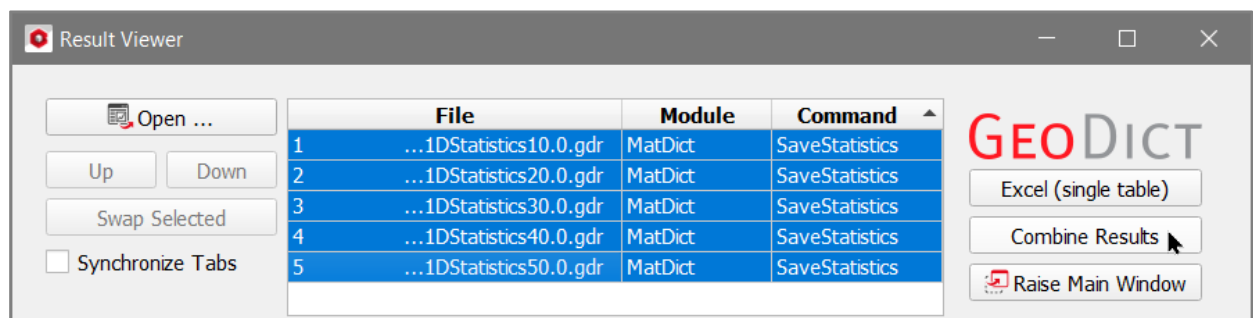 Result Viewer
Open ...
Up Down
Swap Selected
Synchronize Tabs
File Module Command
1 ...1DStatistics10.0.gdr MatDict SaveStatistics
2 ...1DStatistics20.0.gdr MatDict SaveStatistics
3 ...1DStatistics30.0.gdr MatDict SaveStatistics
4 ...1DStatistics40.0.gdr MatDict SaveStatistics
5 ...1DStatistics50.0.gdr MatDict SaveStatistics
GEODICT
Excel (single table)
Combine Results
Raise Main Window